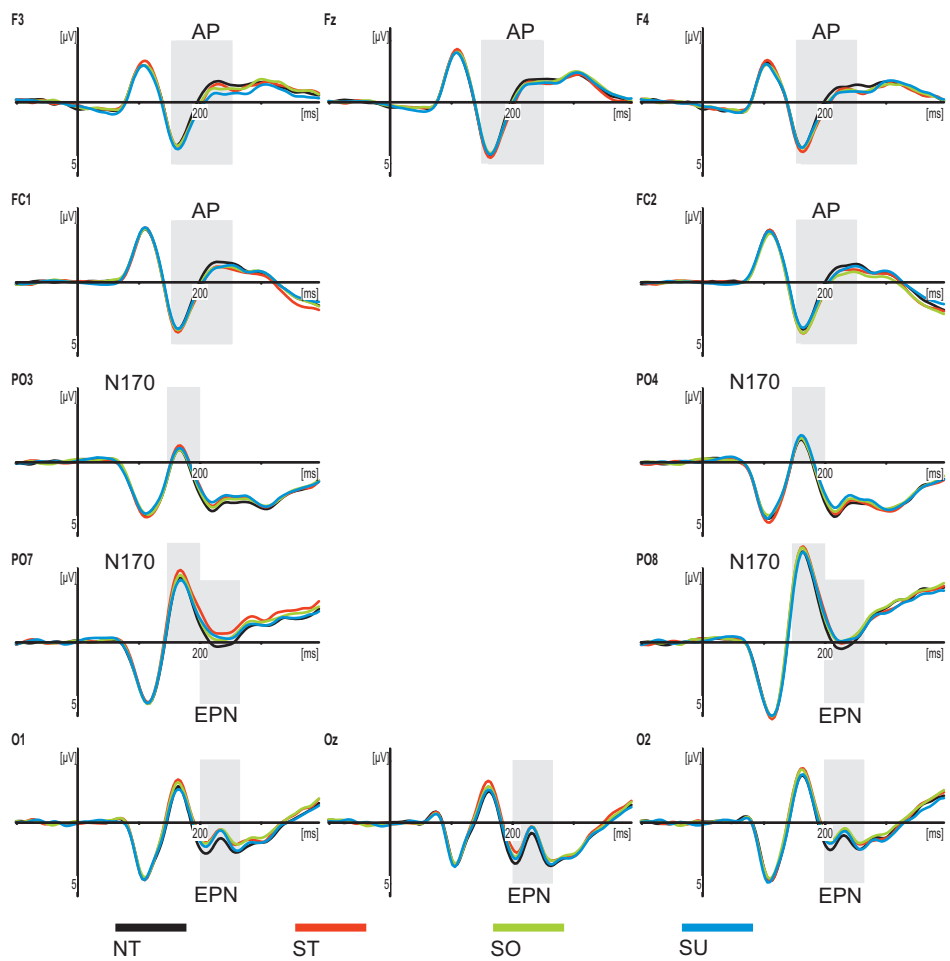 F3 Fz F4
[µV] AP [µV] AP [µV] AP
200 [ms] 200 [ms] 200 [ms]
5 5 5
FC1 FC2
[µV] AP [µV] AP
200 [ms] 200 [ms]
5 5
PO3 PO4
[µV] N170 [µV] N170
200 [ms] 200 [ms]
5 5
PO7 PO8
[µV] N170 [µV] N170
200 [ms] 200 [ms]
5 EPN 5 EPN
O1 Oz O2
[µV] [µV] [µV]
200 [ms] 200 [ms] 200 [ms]
5 EPN 5 EPN 5 EPN
NT ST SO SU